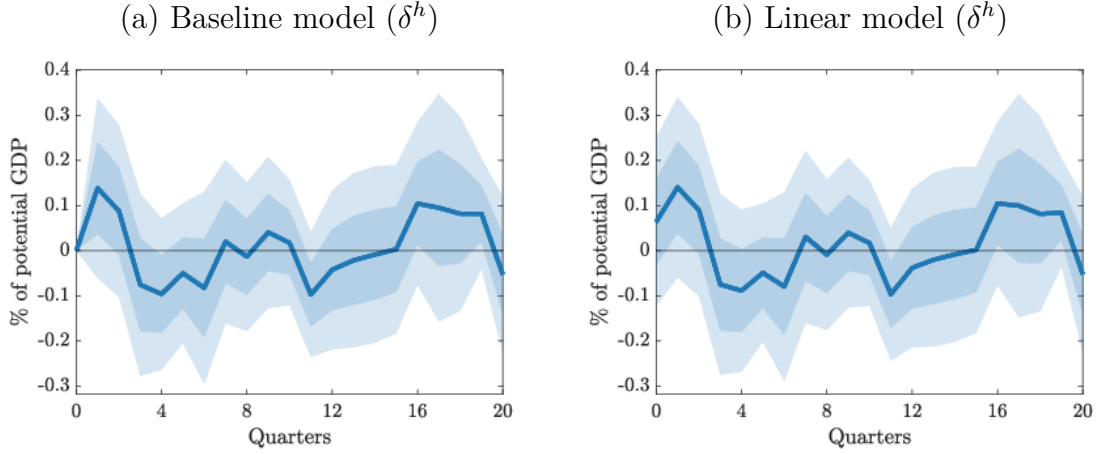 (a) Baseline model (δ^h)
0.4
0.3
0.2
0.1
0
-0.1
-0.2
-0.3
% of potential GDP
0 4 8 12 16 20
Quarters
(b) Linear model (δ^h)
0.4
0.3
0.2
0.1
0
-0.1
-0.2
-0.3
% of potential GDP
0 4 8 12 16 20
Quarters